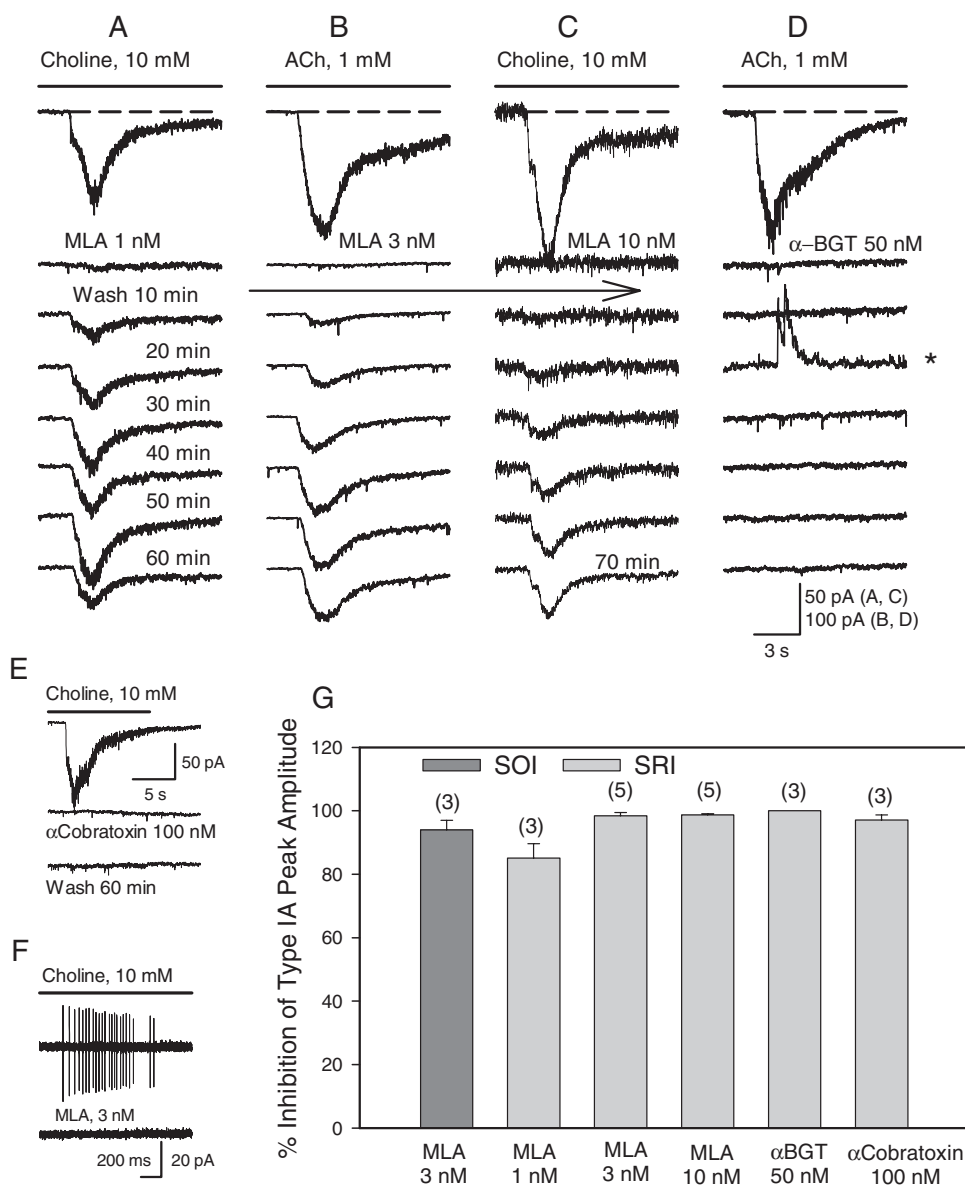 A
B
C
D
Choline, 10 mM
ACh, 1 mM
Choline, 10 mM
ACh, 1 mM
MLA 1 nM
MLA 3 nM
MLA 10 nM
α–BGT 50 nM
Wash 10 min
20 min
*
30 min
40 min
50 min
60 min
70 min
50 pA (A, C)
100 pA (B, D)
3 s
E
Choline, 10 mM
50 pA
5 s
αCobratoxin 100 nM
Wash 60 min
F
Choline, 10 mM
MLA, 3 nM
200 ms
20 pA
G
% Inhibition of Type IA Peak Amplitude
120
100
80
60
40
20
0
SOI
SRI
(3)
(3)
(5)
(5)
(3)
(3)
MLA
3 nM
MLA
1 nM
MLA
3 nM
MLA
10 nM
αBGT
50 nM
αCobratoxin
100 nM